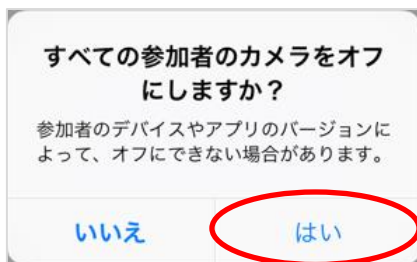 すべての参加者のカメラをオフ
にしますか？
参加者のデバイスやアプリのバージョンに
よって、オフにできない場合があります。
いいえ
はい